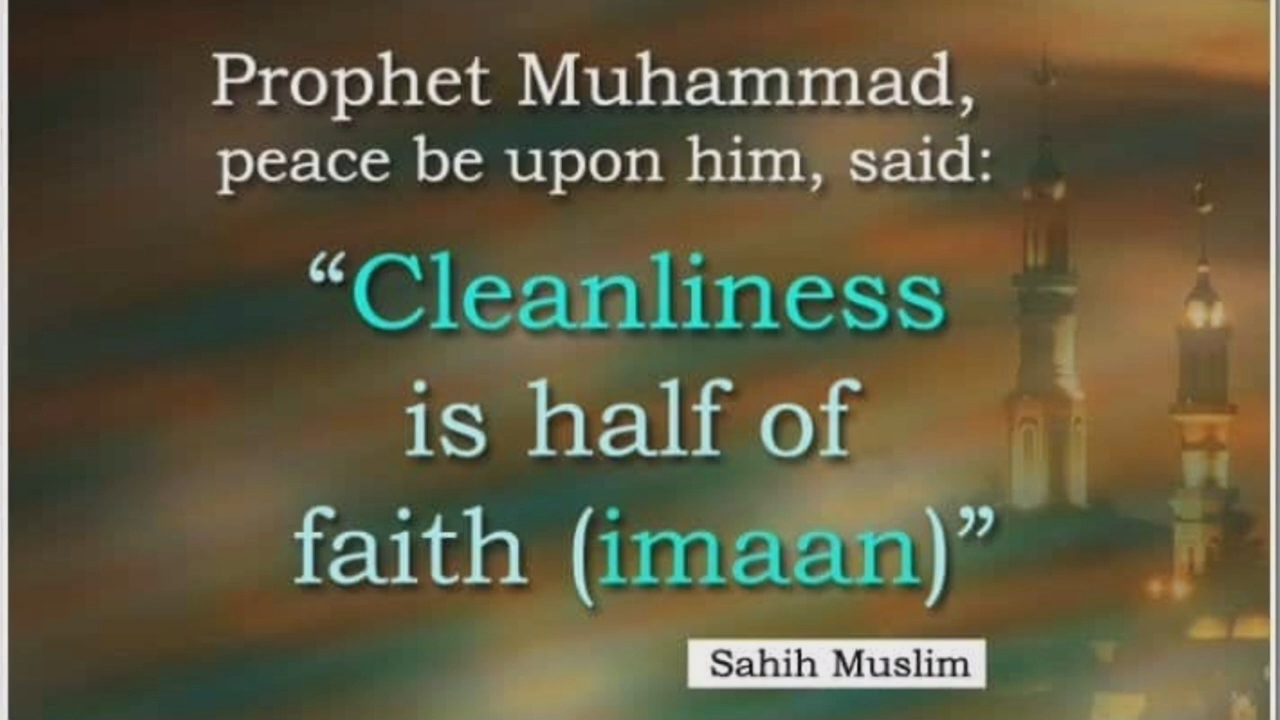 Prophet Muhammad,
peace be upon him, said:
“Cleanliness
is half of
faith (imaan)”
Sahih Muslim